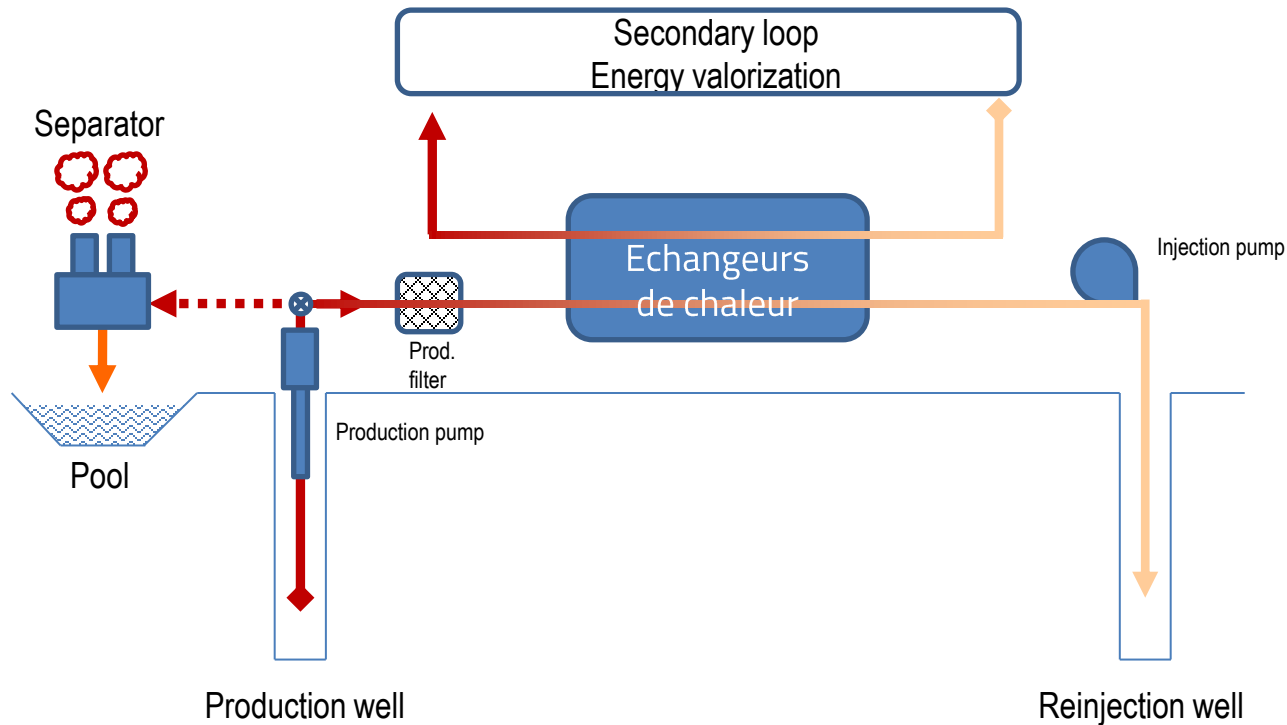 Secondary loop
Energy valorization
Separator
Echangeurs
de chaleur
Injection pump
Prod.
filter
Production pump
Pool
Production well
Reinjection well